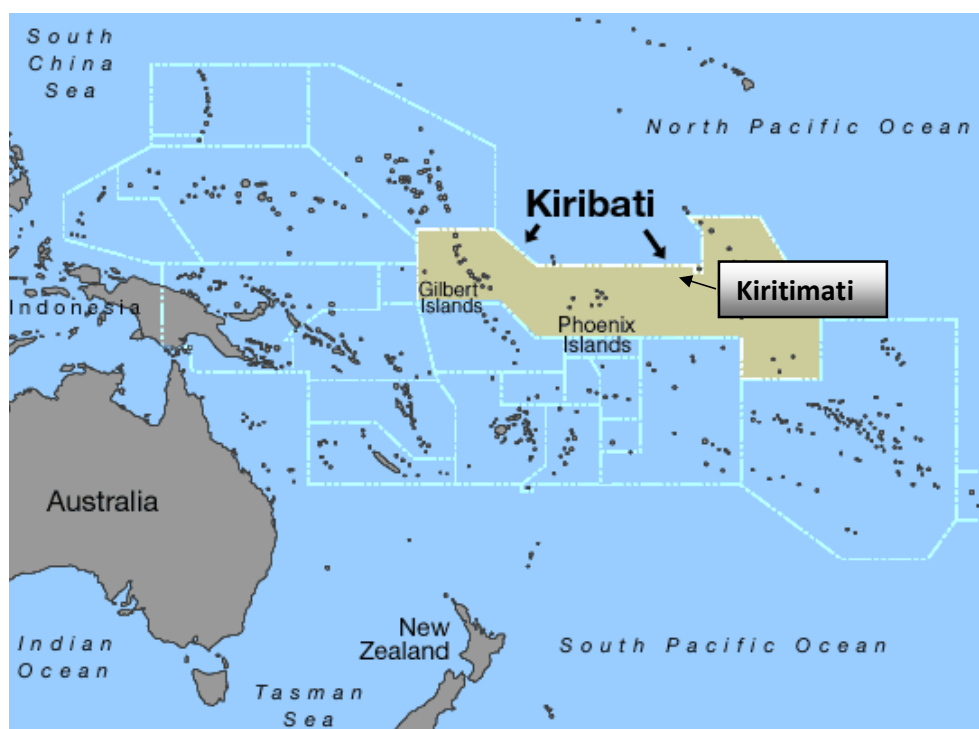 South
China
Sea
North Pacific Ocean
Kiribati
Kiritimati
Gilbert
Islands
Indonesia
Phoenix
Islands
Australia
New
Zealand
South Pacific Ocean
Indian
Ocean
Tasman
Sea